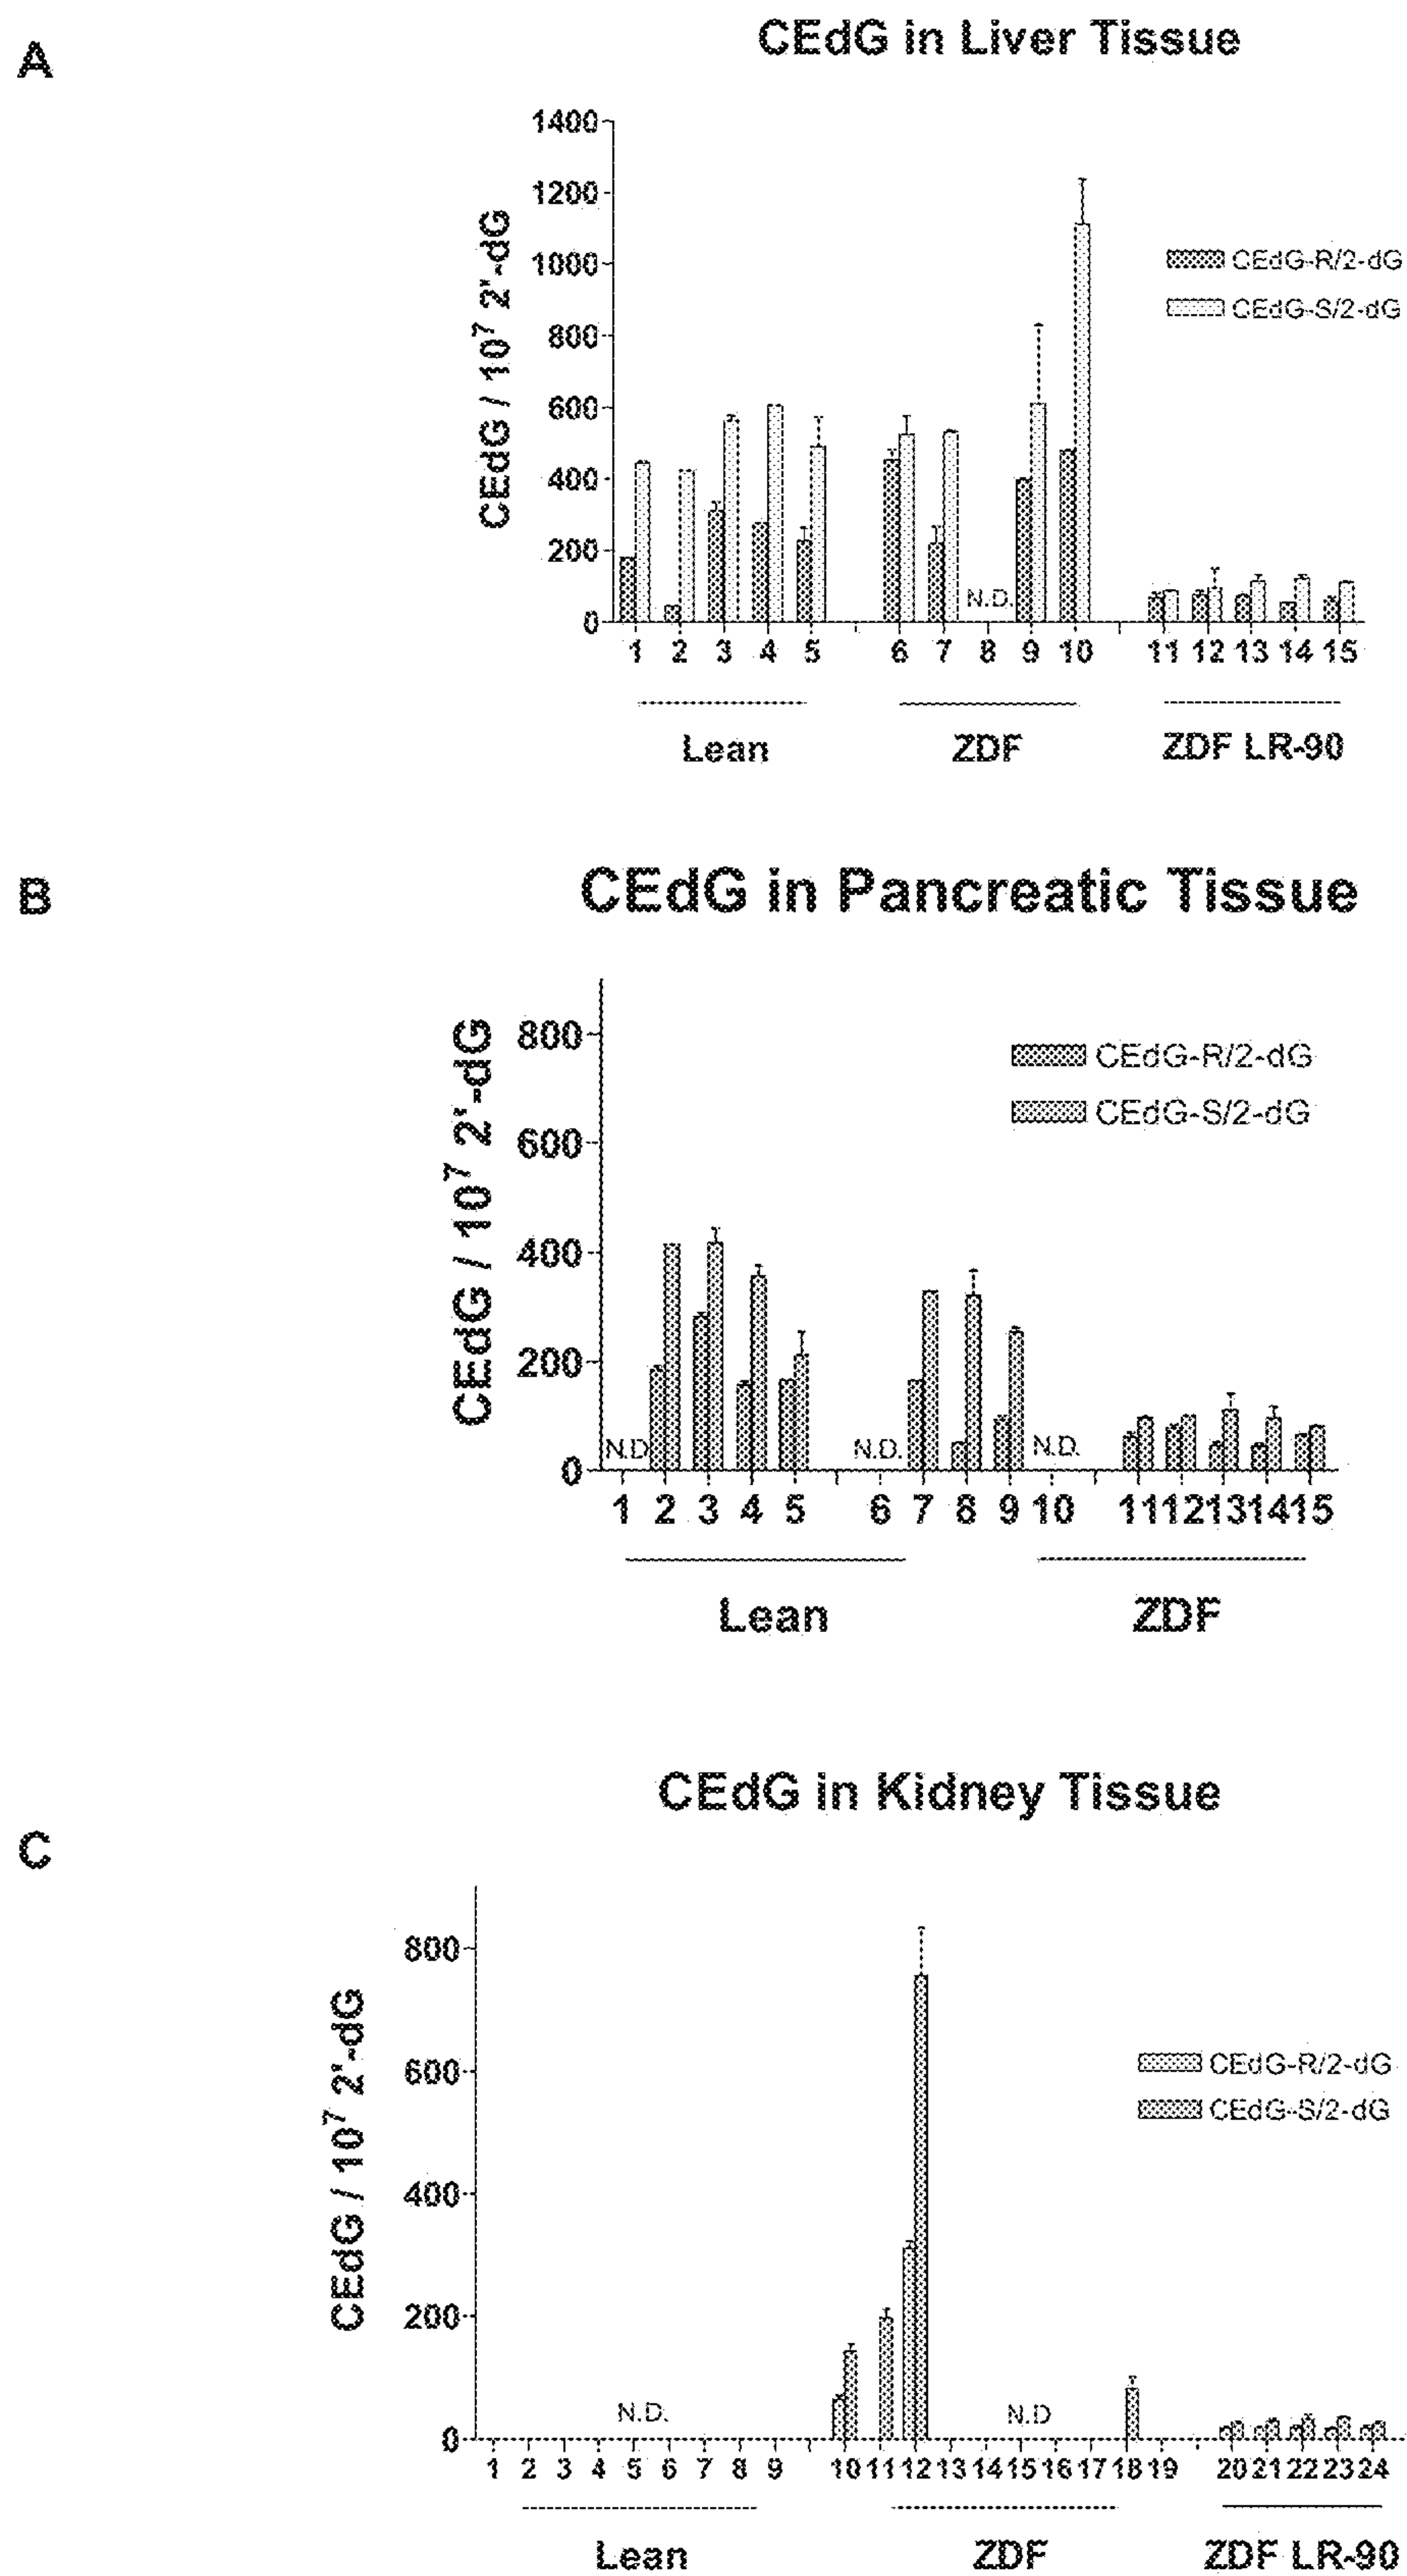 A
CEdG in Liver Tissue
1400
1200
1000
800
600
400
200
0
CEdG / 10⁷ 2'-dG
CEdG-R/2-dG
CEdG-S/2-dG
N.D.
1 2 3 4 5 6 7 8 9 10 11 12 13 14 15
Lean ZDF ZDF LR-90
B
CEdG in Pancreatic Tissue
800
600
400
200
0
CEdG / 10⁷ 2'-dG
CEdG-R/2-dG
CEdG-S/2-dG
N.D N.D. N.D.
1 2 3 4 5 6 7 8 9 10 11 12 13 14 15
Lean ZDF
CEdG in Kidney Tissue
C
800
600
400
200
0
CEdG / 10⁷ 2'-dG
CEdG-R/2-dG
CEdG-S/2-dG
N.D. N.D
1 2 3 4 5 6 7 8 9 10 11 12 13 14 15 16 17 18 19 20 21 22 23 24
Lean ZDF ZDF LR-90